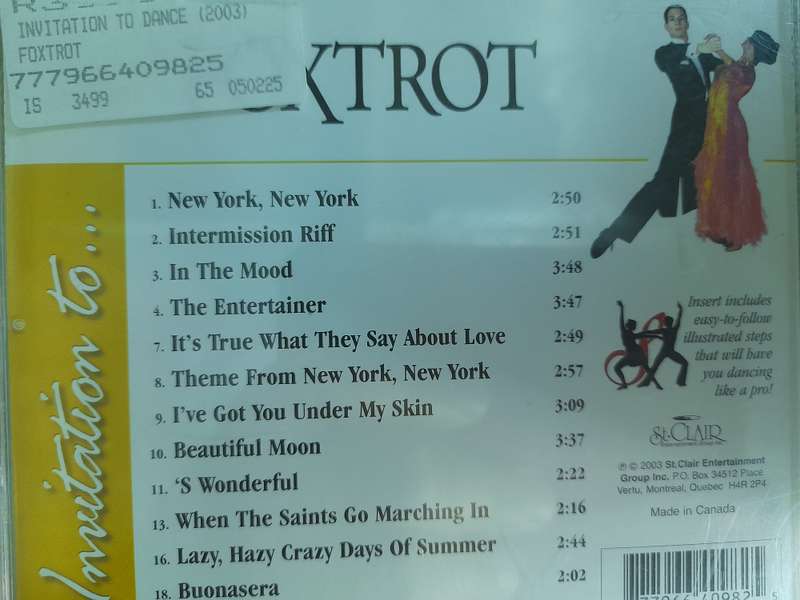 INVITATION TO DANCE (2003)
FOXTROT
777966409825
IS 3499 65 050225
XTROT
Invitation to...
1. New York, New York 2:50
2. Intermission Riff 2:51
3. In The Mood 3:48
4. The Entertainer 3:47
7. It's True What They Say About Love 2:49
8. Theme From New York, New York 2:57
9. I've Got You Under My Skin 3:09
10. Beautiful Moon 3:37
11. 'S Wonderful 2:22
13. When The Saints Go Marching In 2:16
16. Lazy, Hazy Crazy Days Of Summer 2:44
18. Buonasera 2:02
Insert includes
easy-to-follow
illustrated steps
that will have
you dancing
like a pro!
St. CLAIR
℗ © 2003 St. Clair Entertainment
Group Inc. P.O. Box 34512 Place
Vertu, Montreal, Quebec H4R 2P4
Made in Canada